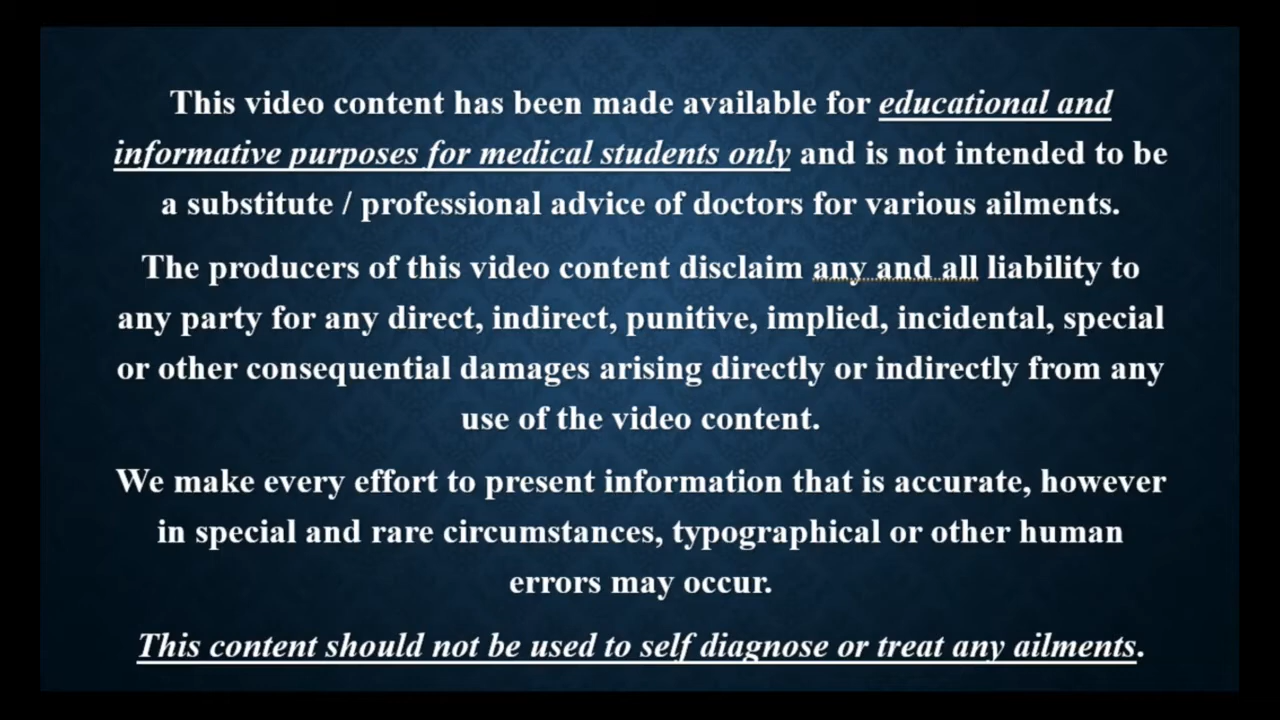 This video content has been made available for educational and
informative purposes for medical students only and is not intended to be
a substitute / professional advice of doctors for various ailments.
The producers of this video content disclaim any and all liability to
any party for any direct, indirect, punitive, implied, incidental, special
or other consequential damages arising directly or indirectly from any
use of the video content.
We make every effort to present information that is accurate, however
in special and rare circumstances, typographical or other human
errors may occur.
This content should not be used to self diagnose or treat any ailments.